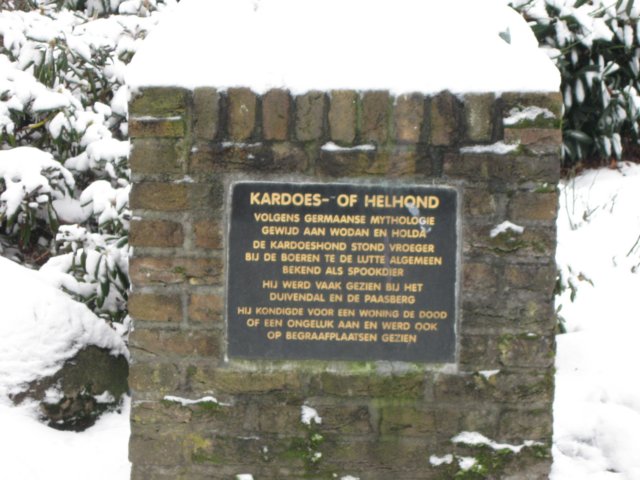 KARDOES- OF HELHOND
VOLGENS GERMAANSE MYTHOLOGIE
GEWIJD AAN WODAN EN HOLDA
DE KARDOESHOND STOND VROEGER
BIJ DE BOEREN TE DE LUTTE ALGEMEEN
BEKEND ALS SPOOKDIER
HIJ WERD VAAK GEZIEN BIJ HET
DUIVENDAL EN DE PAASBERG
HIJ KONDIGDE VOOR EEN WONING DE DOOD
OF EEN ONGELUK AAN EN WERD OOK
OP BEGRAAFPLAATSEN GEZIEN